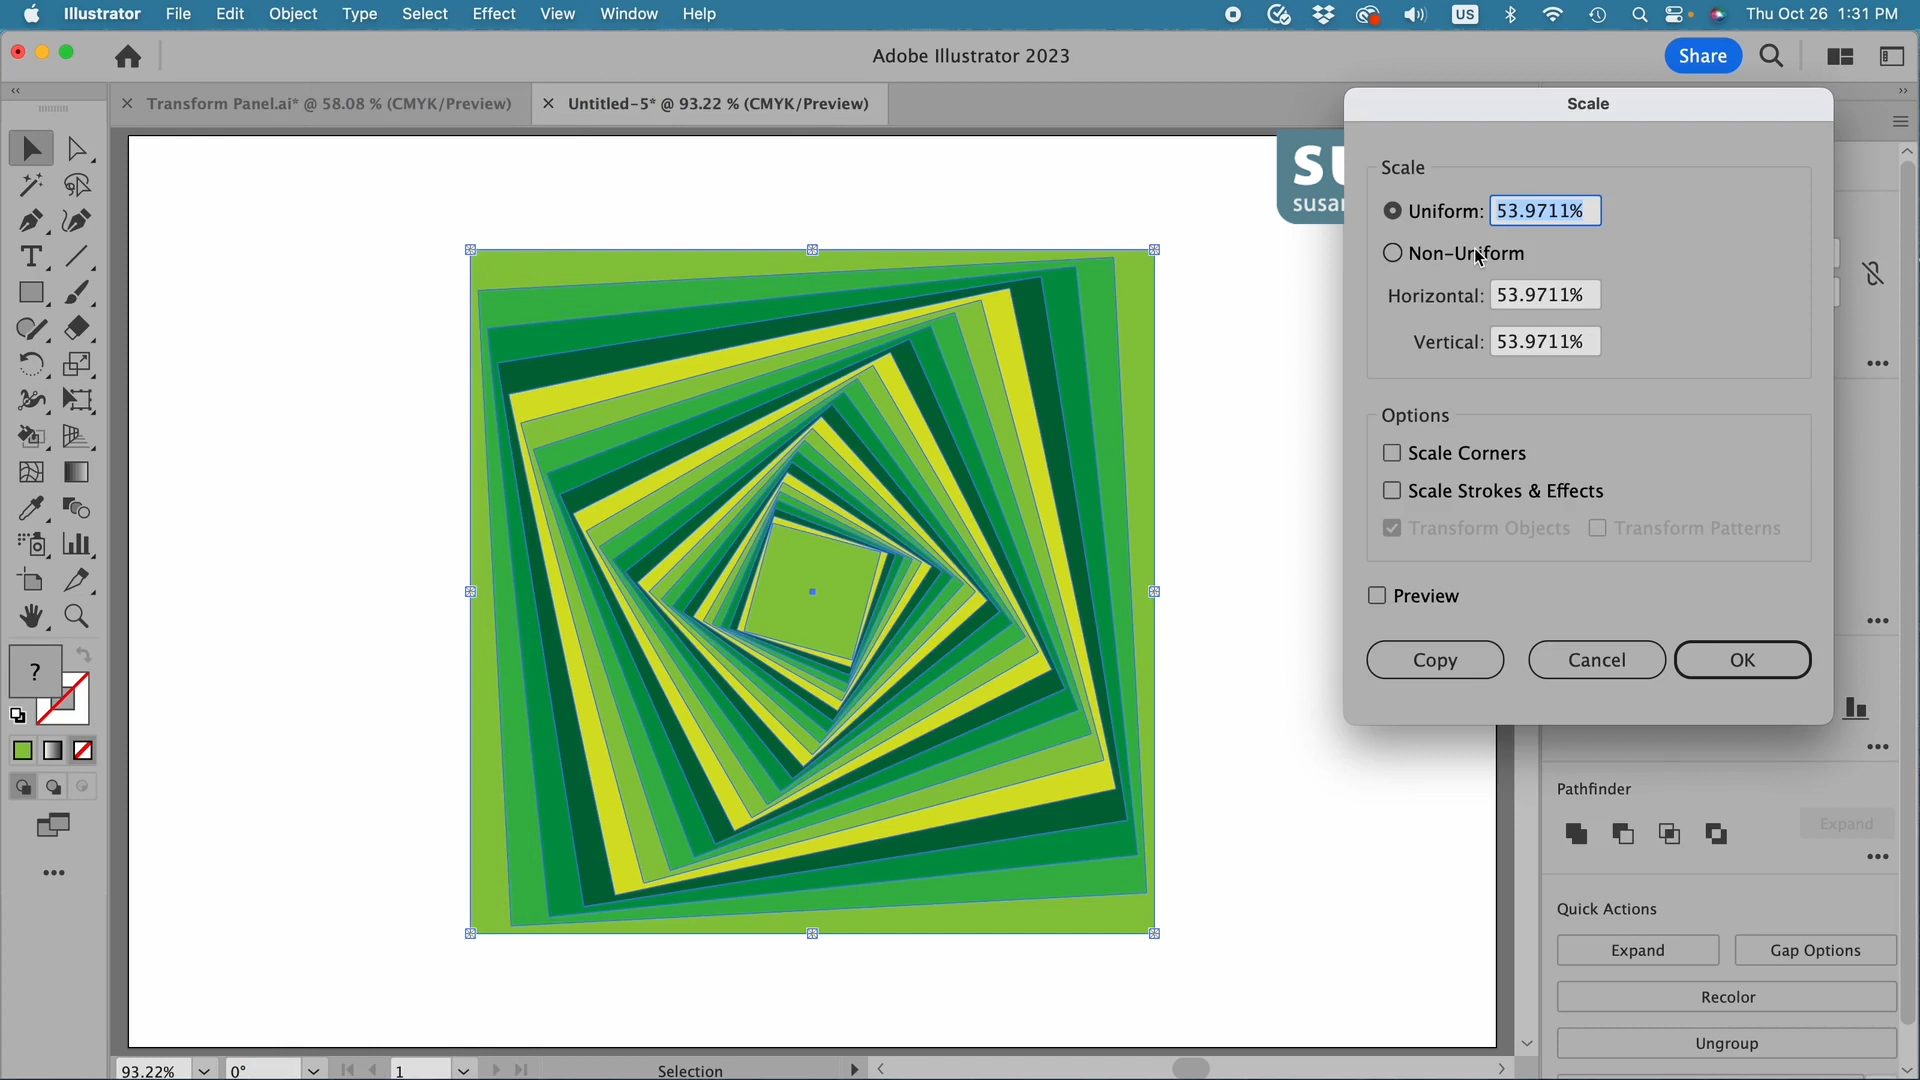 Illustrator File Edit Object Type Select Effect View Window Help
US Thu Oct 26 1:31 PM
Adobe Illustrator 2023
Share
Transform Panel.ai* @ 58.08 % (CMYK/Preview)
Untitled-5* @ 93.22 % (CMYK/Preview)
Scale
Scale
Uniform: 53.9711%
Non-Uniform
Horizontal: 53.9711%
Vertical: 53.9711%
Options
Scale Corners
Scale Strokes & Effects
Transform Objects Transform Patterns
Preview
Copy Cancel OK
?
Pathfinder
Expand
Quick Actions
Expand Gap Options
Recolor
Ungroup
93.22% 0° 1 Selection